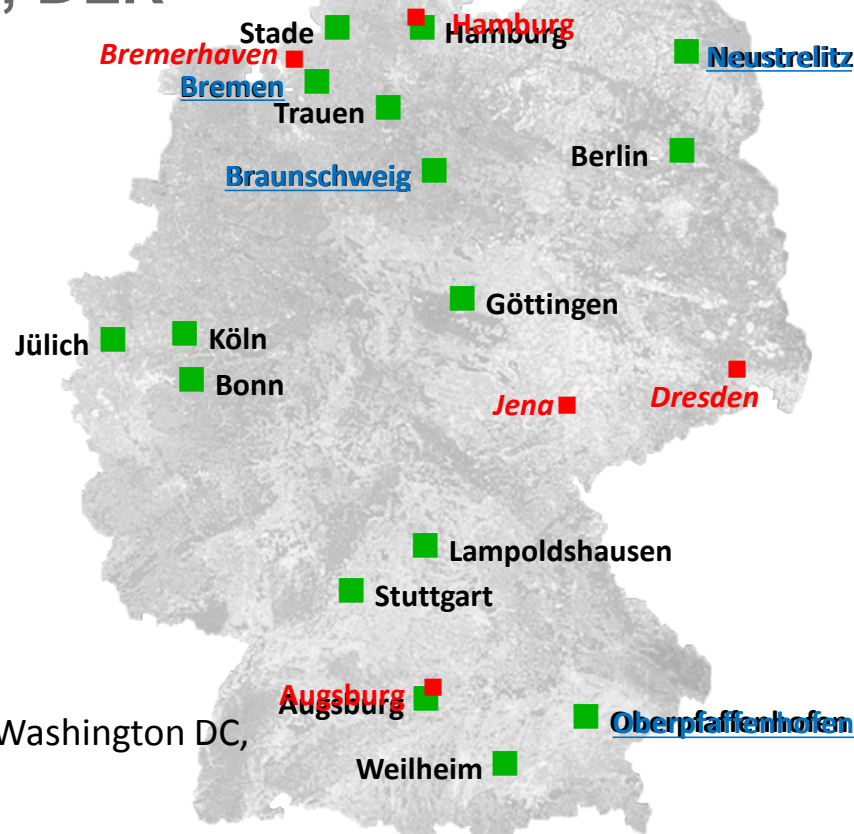 , DLR
Stade
Hamburg
Hamburg
Bremerhaven
Neustrelitz
Bremen
Trauen
Berlin
Braunschweig
Göttingen
Jülich
Köln
Bonn
Jena
Dresden
Lampoldshausen
Stuttgart
Augsburg
Augsburg
Oberpfaffenhofen
Washington DC,
Weilheim